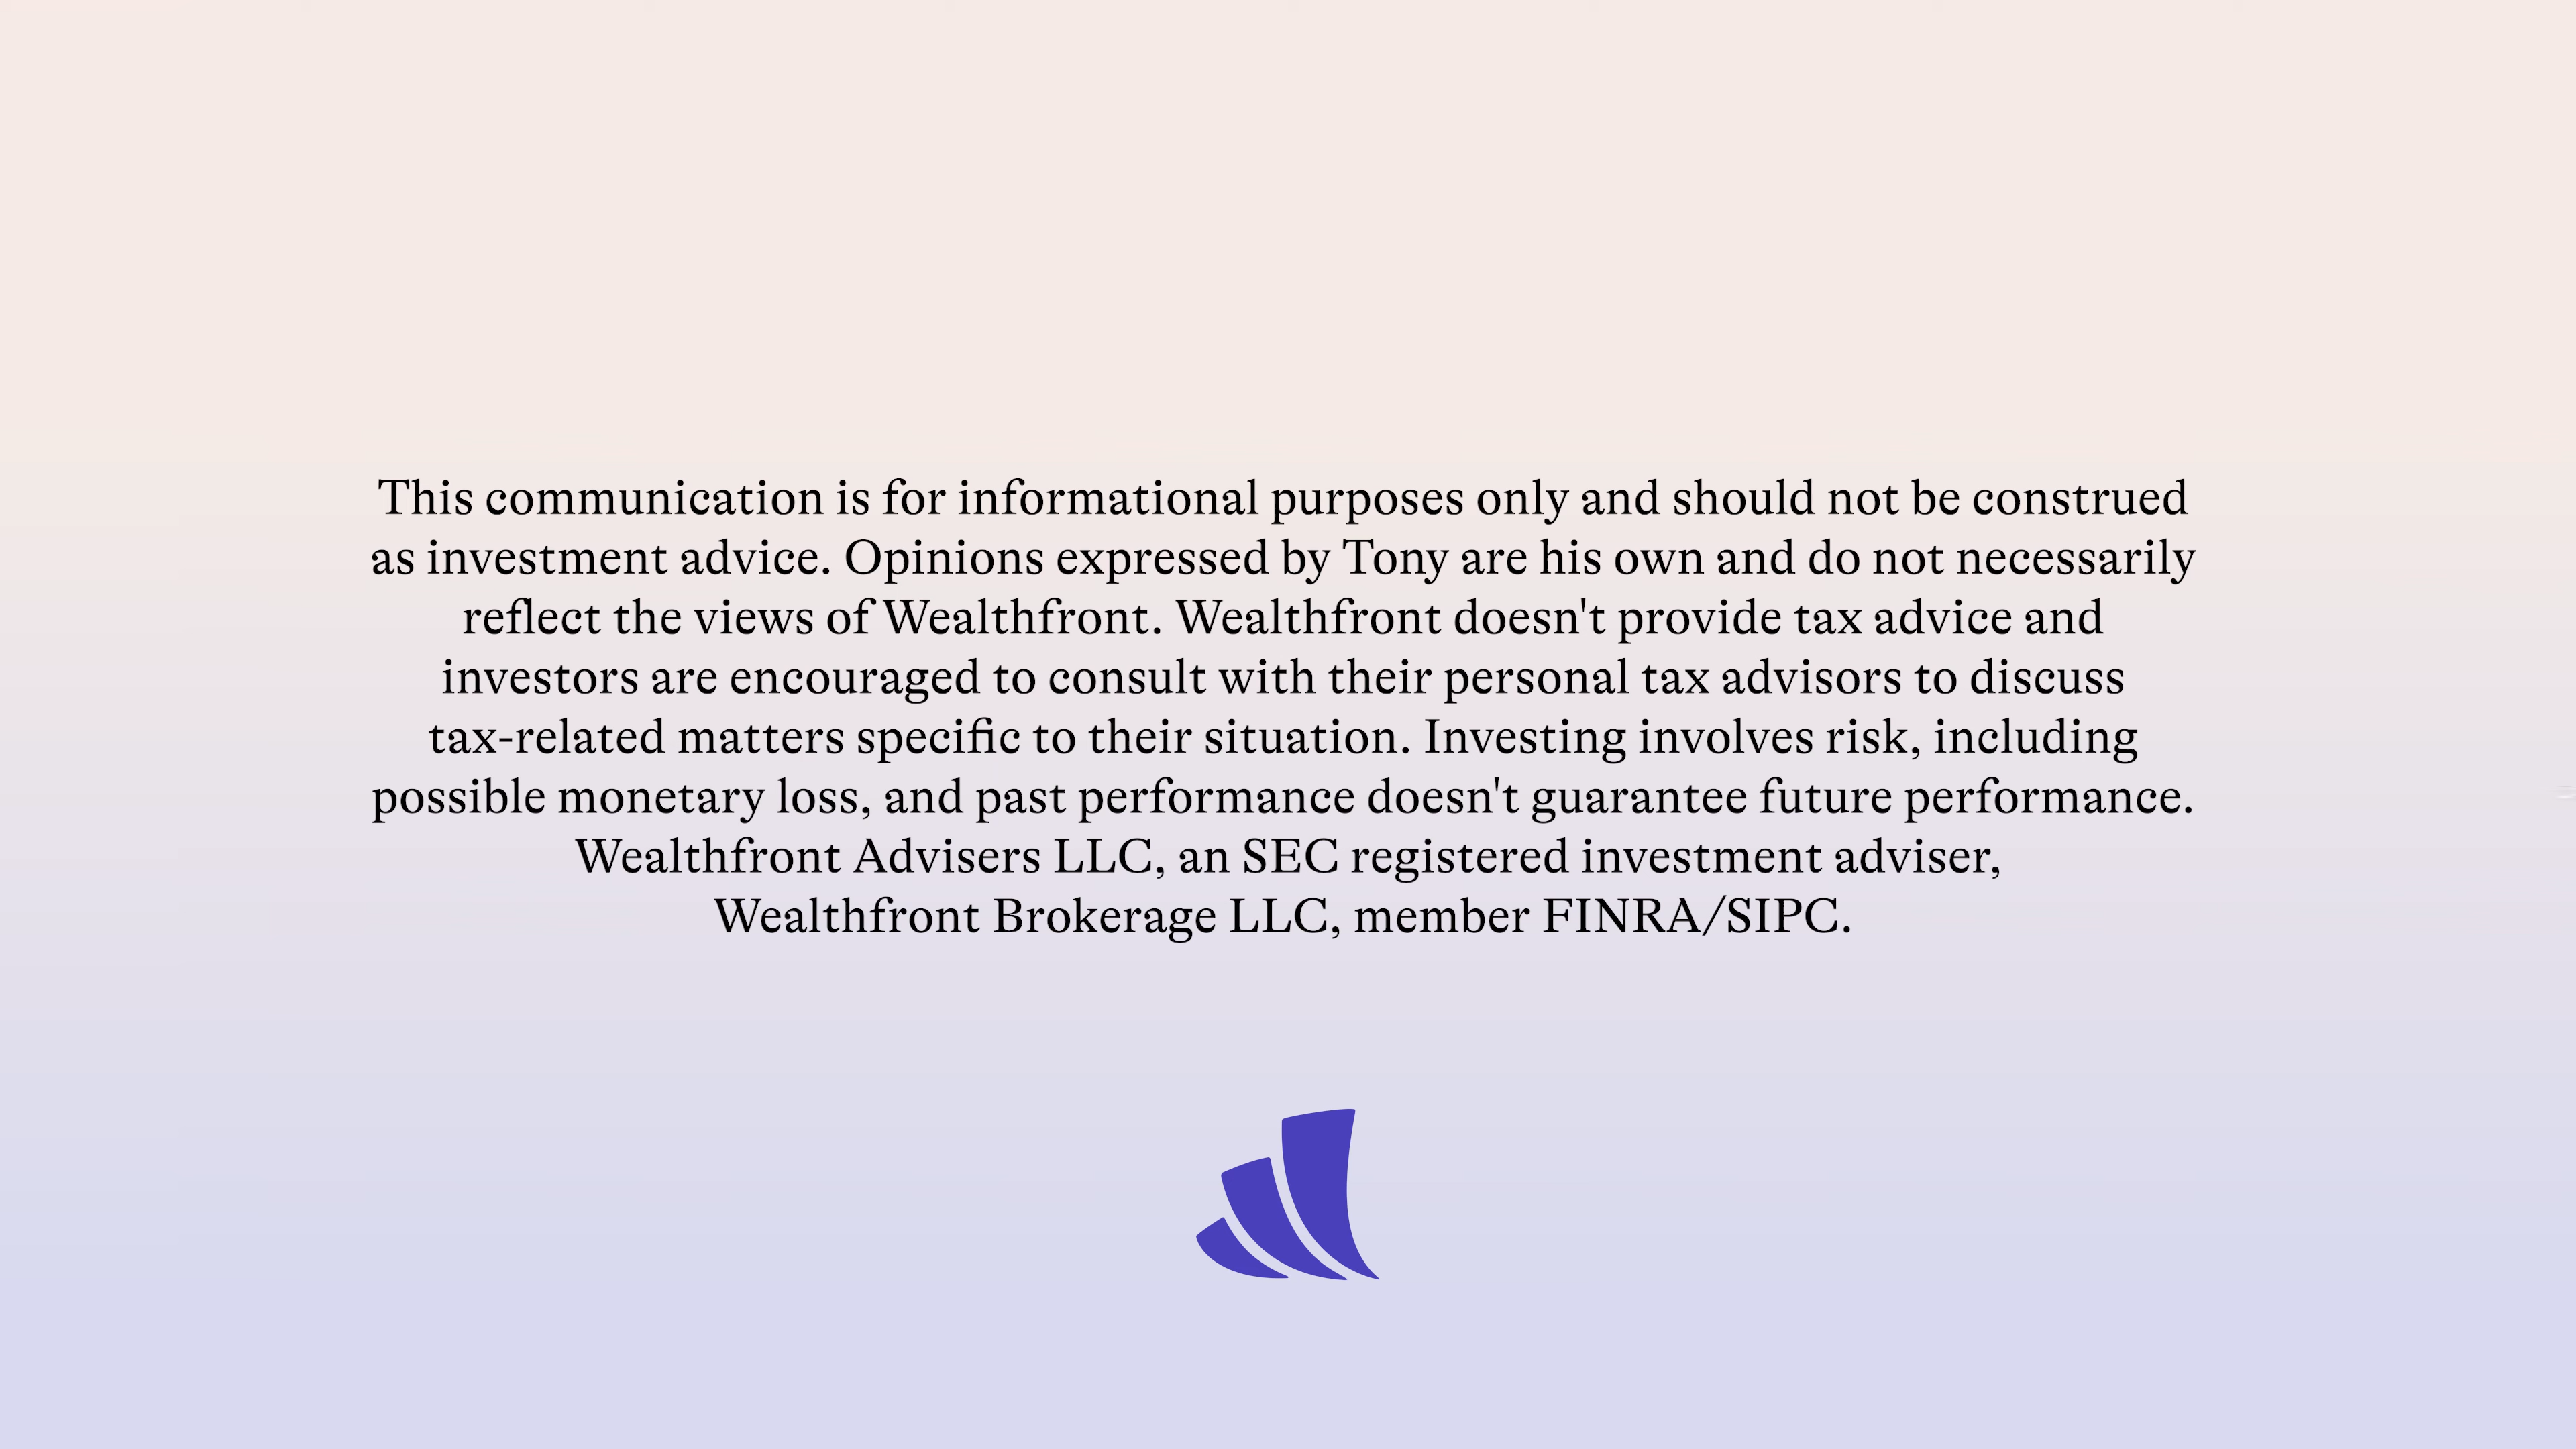 This communication is for informational purposes only and should not be construed
as investment advice. Opinions expressed by Tony are his own and do not necessarily
reflect the views of Wealthfront. Wealthfront doesn't provide tax advice and
investors are encouraged to consult with their personal tax advisors to discuss
tax-related matters specific to their situation. Investing involves risk, including
possible monetary loss, and past performance doesn't guarantee future performance.
Wealthfront Advisers LLC, an SEC registered investment adviser,
Wealthfront Brokerage LLC, member FINRA/SIPC.